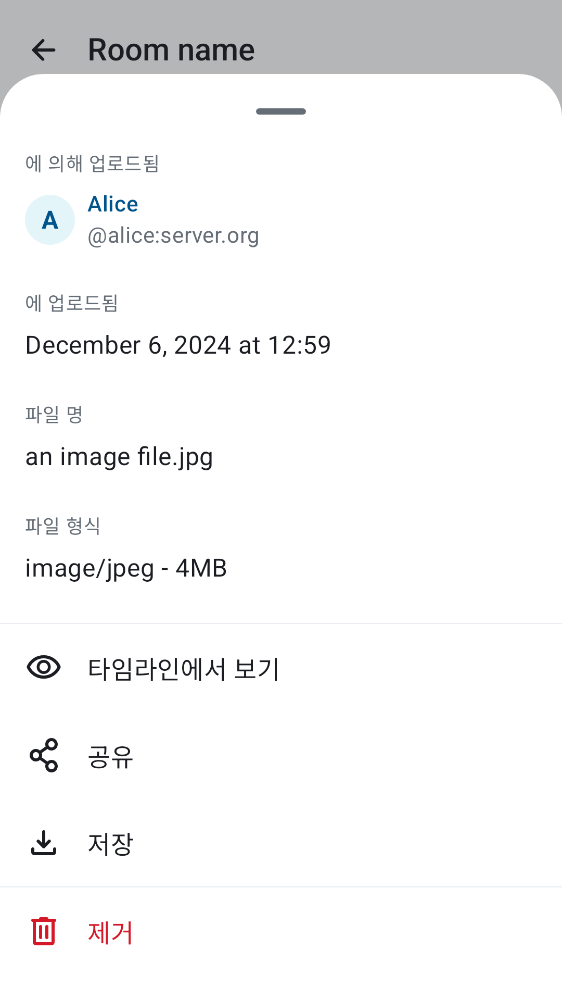 Room name
에 의해 업로드됨
A
Alice
@alice:server.org
에 업로드됨
December 6, 2024 at 12:59
파일 명
an image file.jpg
파일 형식
image/jpeg - 4MB
타임라인에서 보기
공유
저장
제거